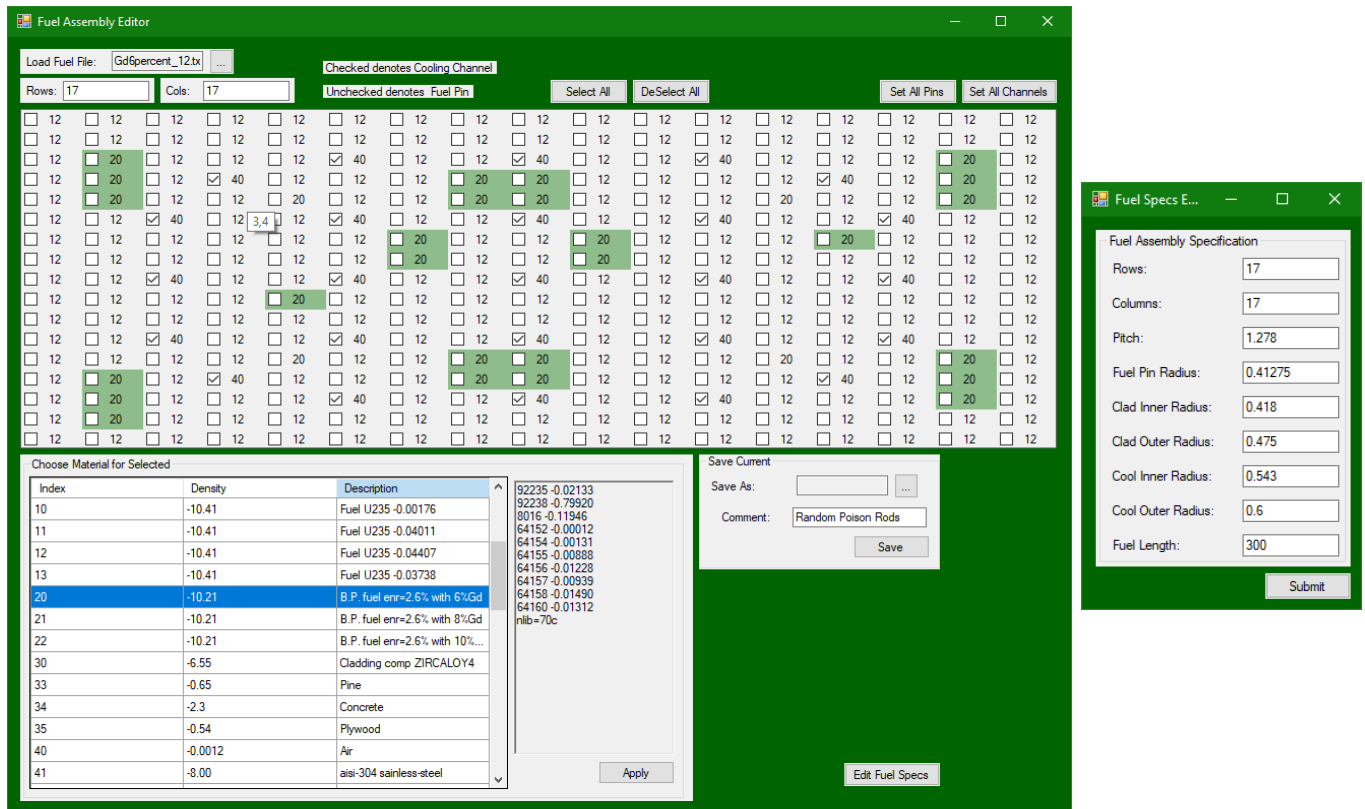 Fuel Assembly Editor
Load Fuel File: Gd6percent_12.tx ...
Checked denotes Cooling Channel
Rows: 17 Cols: 17 Unchecked denotes Fuel Pin Select All DeSelect All Set All Pins Set All Channels
12 12 12 12 12 12 12 12 12 12 12 12 12 12 12 12 12
12 12 12 12 12 12 12 12 12 12 12 12 12 12 12 12 12
12 20 12 12 12 40 12 12 40 12 12 40 12 12 12 20 12
12 20 12 40 12 12 12 20 20 12 12 12 12 40 12 20 12
12 20 12 12 20 12 12 20 20 12 12 12 20 12 12 20 12
12 12 40 12 12 40 12 12 40 12 12 40 12 12 40 12 12
3,4
12 12 12 12 12 12 20 12 12 20 12 12 12 20 12 12 12
12 12 12 12 12 12 20 12 12 20 12 12 12 12 12 12 12
12 12 40 12 12 40 12 12 40 12 12 40 12 12 40 12 12
12 12 12 12 20 12 12 12 12 12 12 12 12 12 12 12 12
12 12 12 12 12 12 12 12 12 12 12 12 12 12 12 12 12
12 12 40 12 12 40 12 12 40 12 12 40 12 12 40 12 12
12 12 12 12 20 12 12 20 20 12 12 12 20 12 12 20 12
12 20 12 40 12 12 12 20 20 12 12 12 12 40 12 20 12
12 20 12 12 12 40 12 12 40 12 12 40 12 12 12 20 12
12 20 12 12 12 12 12 12 12 12 12 12 12 12 12 12 12
12 12 12 12 12 12 12 12 12 12 12 12 12 12 12 12 12
Choose Material for Selected
Index Density Description
10 -10.41 Fuel U235 -0.00176
11 -10.41 Fuel U235 -0.04011
12 -10.41 Fuel U235 -0.04407
13 -10.41 Fuel U235 -0.03738
20 -10.21 B.P. fuel enr=2.6% with 6%Gd
21 -10.21 B.P. fuel enr=2.6% with 8%Gd
22 -10.21 B.P. fuel enr=2.6% with 10%...
30 -6.55 Cladding comp ZIRCALOY4
33 -0.65 Pine
34 -2.3 Concrete
35 -0.54 Plywood
40 -0.0012 Air
41 -8.00 aisi-304 sainless-steel
92235 -0.02133
92238 -0.79920
8016 -0.11946
64152 -0.00012
64154 -0.00131
64155 -0.00888
64156 -0.01228
64157 -0.00939
64158 -0.01490
64160 -0.01312
nlib=70c
Apply
Save Current
Save As: ...
Comment: Random Poison Rods
Save
Edit Fuel Specs
Fuel Specs E...
Fuel Assembly Specification
Rows: 17
Columns: 17
Pitch: 1.278
Fuel Pin Radius: 0.41275
Clad Inner Radius: 0.418
Clad Outer Radius: 0.475
Cool Inner Radius: 0.543
Cool Outer Radius: 0.6
Fuel Length: 300
Submit